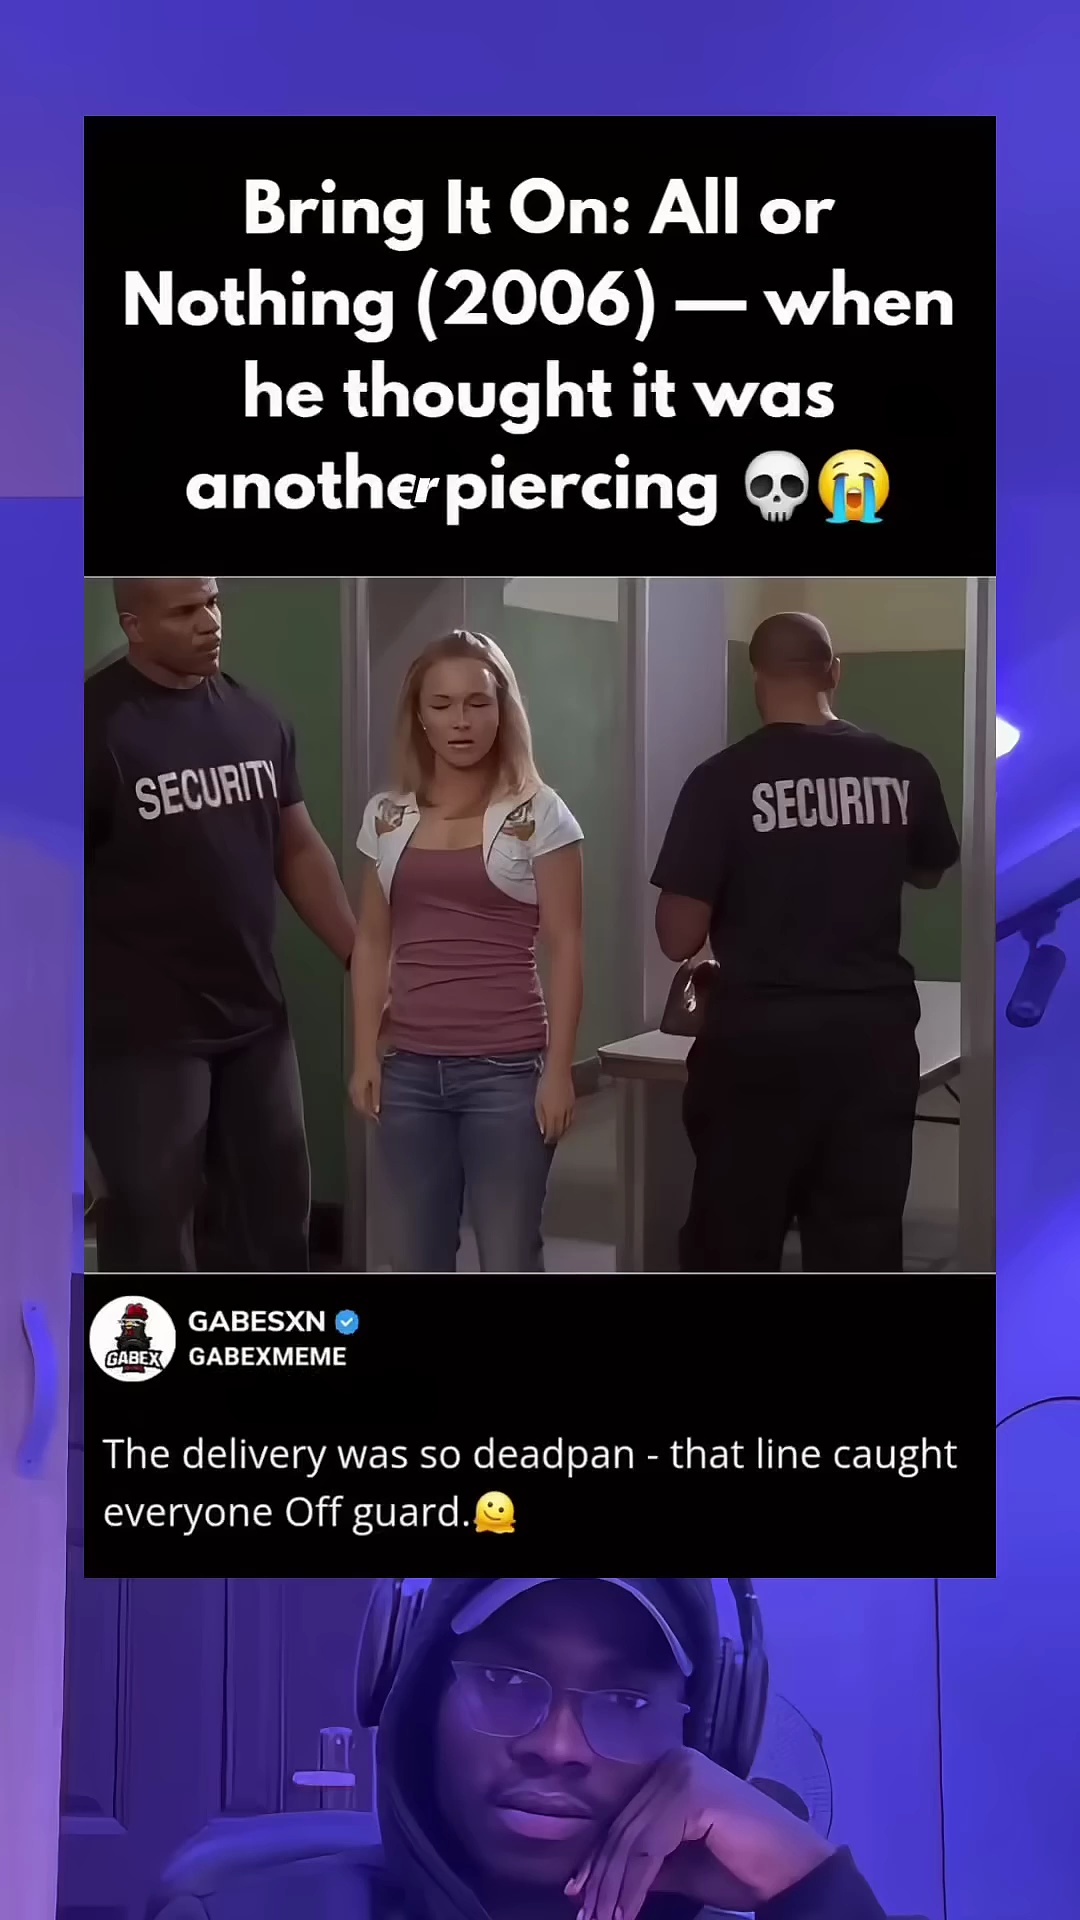 Bring It On: All or
Nothing (2006) — when
he thought it was
another piercing 💀😭
SECURITY
SECURITY
GABESXN
GABEX
GABEXMEME
The delivery was so deadpan - that line caught
everyone Off guard.🫠